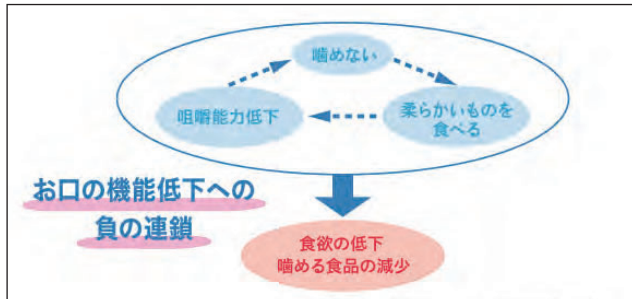 噛めない
咀嚼能力低下
柔らかいものを
食べる
お口の機能低下への
負の連鎖
食欲の低下
噛める食品の減少